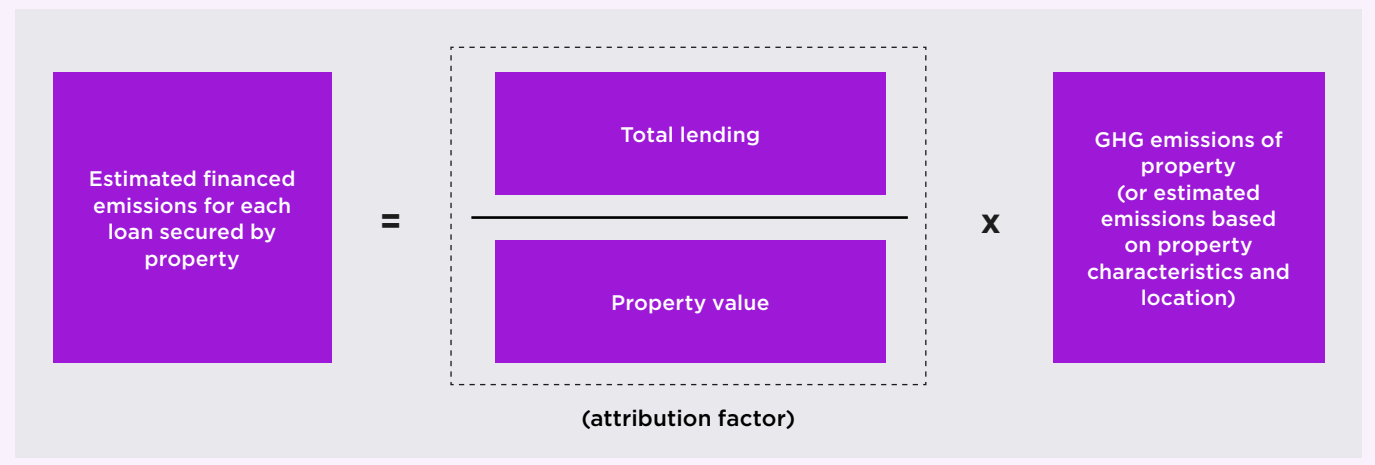 Estimated financed
emissions for each
loan secured by
property
=
Total lending
Property value
(attribution factor)
x
GHG emissions of
property
(or estimated
emissions based
on property
characteristics and
location)